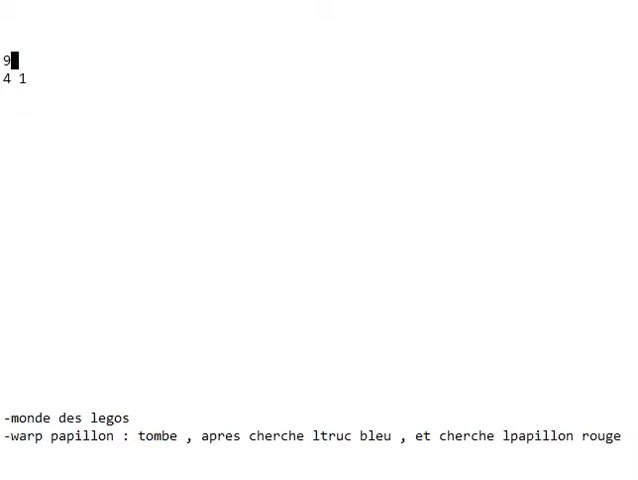 9
4 1
-monde des legos
-warp papillon : tombe , apres cherche ltruc bleu , et cherche lpapillon rouge